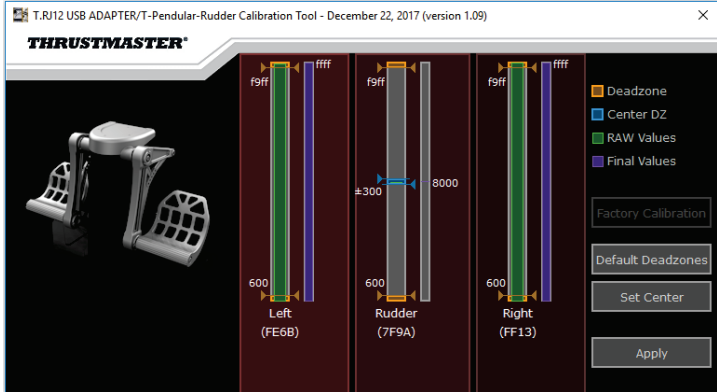 T.RJ12 USB ADAPTER/T-Pendular-Rudder Calibration Tool - December 22, 2017 (version 1.09)
THRUSTMASTER®
ffff
f9ff
600
Left
(FE6B)
f9ff
±300
8000
600
Rudder
(7F9A)
ffff
f9ff
600
Right
(FF13)
Deadzone
Center DZ
RAW Values
Final Values
Factory Calibration
Default Deadzones
Set Center
Apply